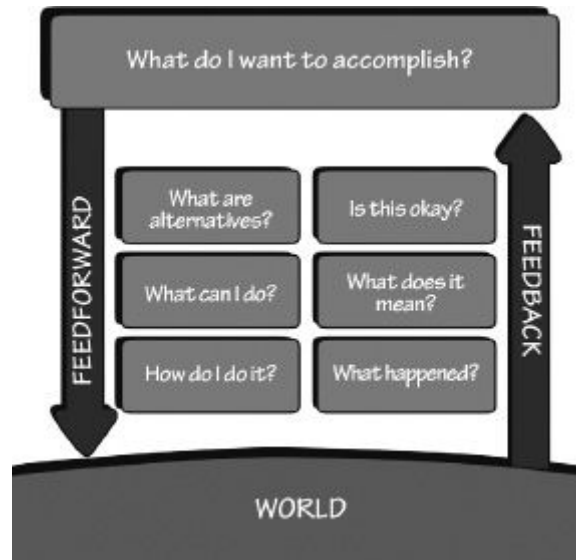 What do I want to accomplish?
FEEDFORWARD
What are
alternatives?
Is this okay?
What can I do?
What does it
mean?
How do I do it?
What happened?
FEEDBACK
WORLD